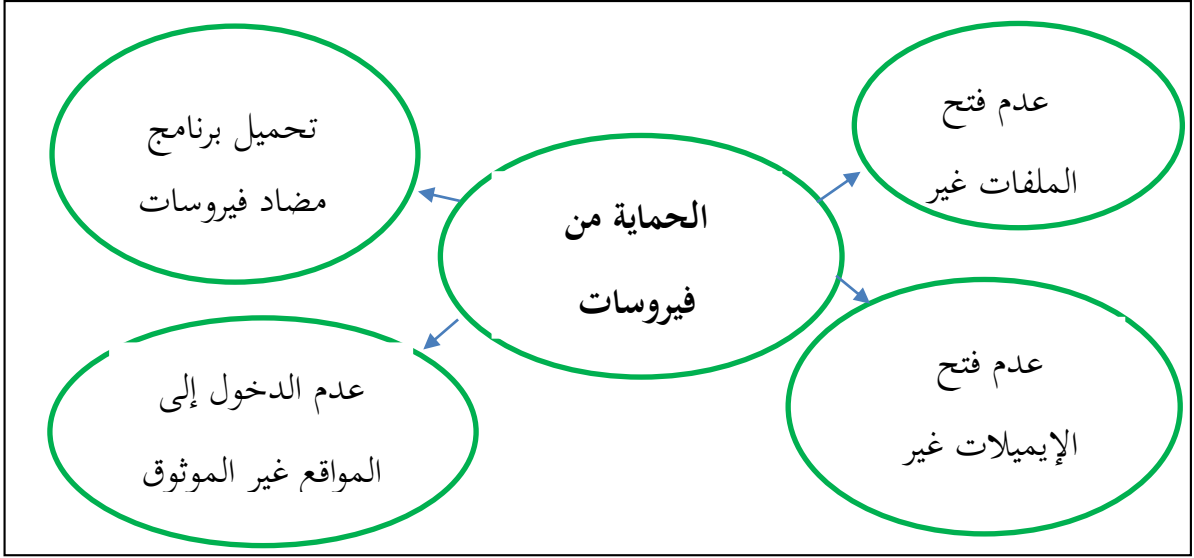 الحماية من
فيروسات
عدم فتح
الملفات غير
تحميل برنامج
مضاد فيروسات
عدم فتح
الإيميلات غير
عدم الدخول إلى
المواقع غير الموثوق